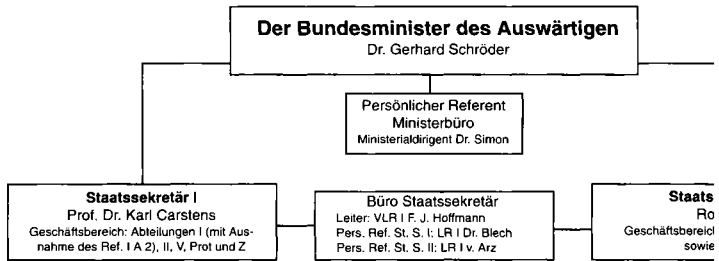 Der Bundesminister des Auswärtigen
Dr. Gerhard Schröder
Persönlicher Referent
Ministerbüro
Ministerialdirigent Dr. Simon
Staatssekretär I
Prof. Dr. Karl Carstens
Geschäftsbereich: Abteilungen I (mit Aus-
nahme des Ref. I A 2), II, V, Prot und Z
Büro Staatssekretär
Leiter: VLR I F. J. Hoffmann
Pers. Ref. St. S. I: LR I Dr. Blech
Pers. Ref. St. S. II: LR I v. Arz
Staats
Ro
Geschäftsbereich
sowie